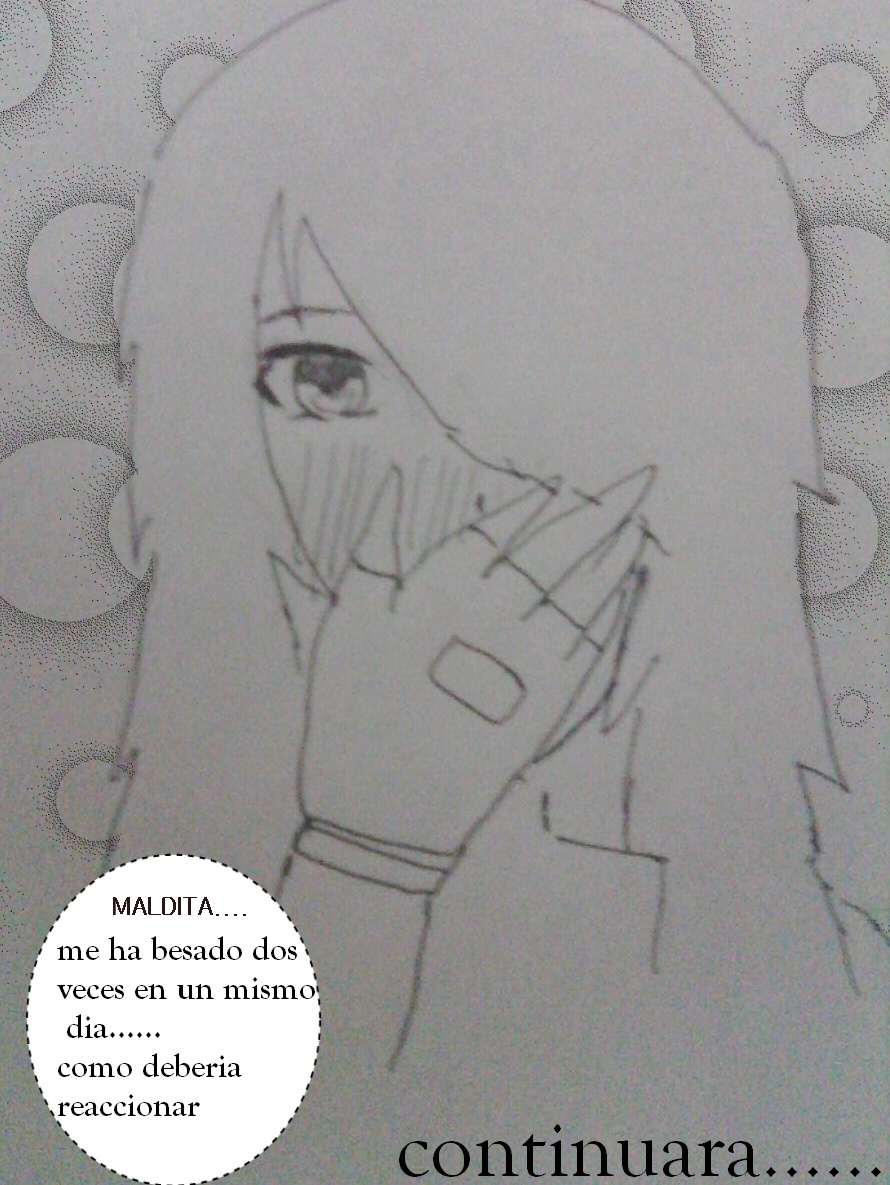 MALDITA....
me ha besado dos
veces en un mismo
dia......
como deberia
reaccionar
continuara......